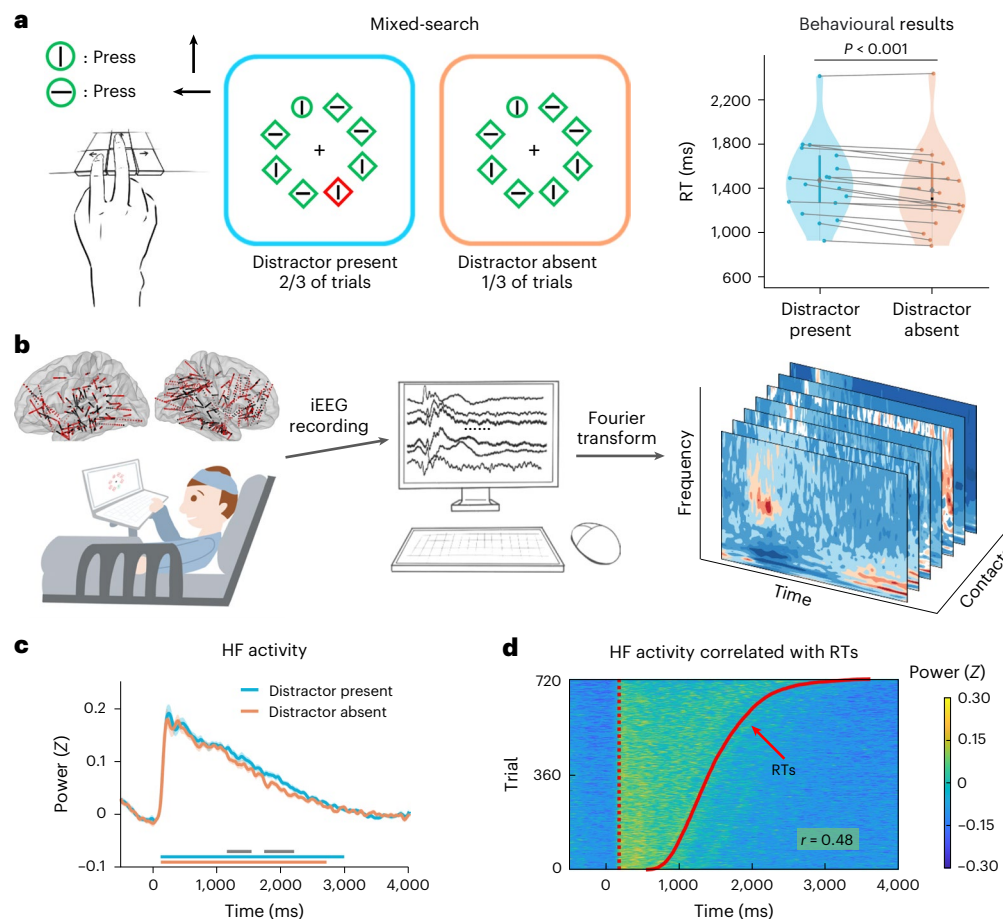 a
Mixed-search
Behavioural results
: Press
: Press
P < 0.001
+
+
Distractor present
2/3 of trials
Distractor absent
1/3 of trials
RT (ms)
2,200
1,800
1,400
1,000
600
Distractor
present
Distractor
absent
b
iEEG
recording
Fourier
transform
Frequency
Time
Contact
c
HF activity
Distractor present
Distractor absent
Power (Z)
0.2
0.1
0
–0.1
0
1,000
2,000
3,000
4,000
Time (ms)
d
HF activity correlated with RTs
Power (Z)
Trial
720
360
0
RTs
r = 0.48
0
1,000
2,000
3,000
4,000
Time (ms)
0.30
0.15
0
–0.15
–0.30